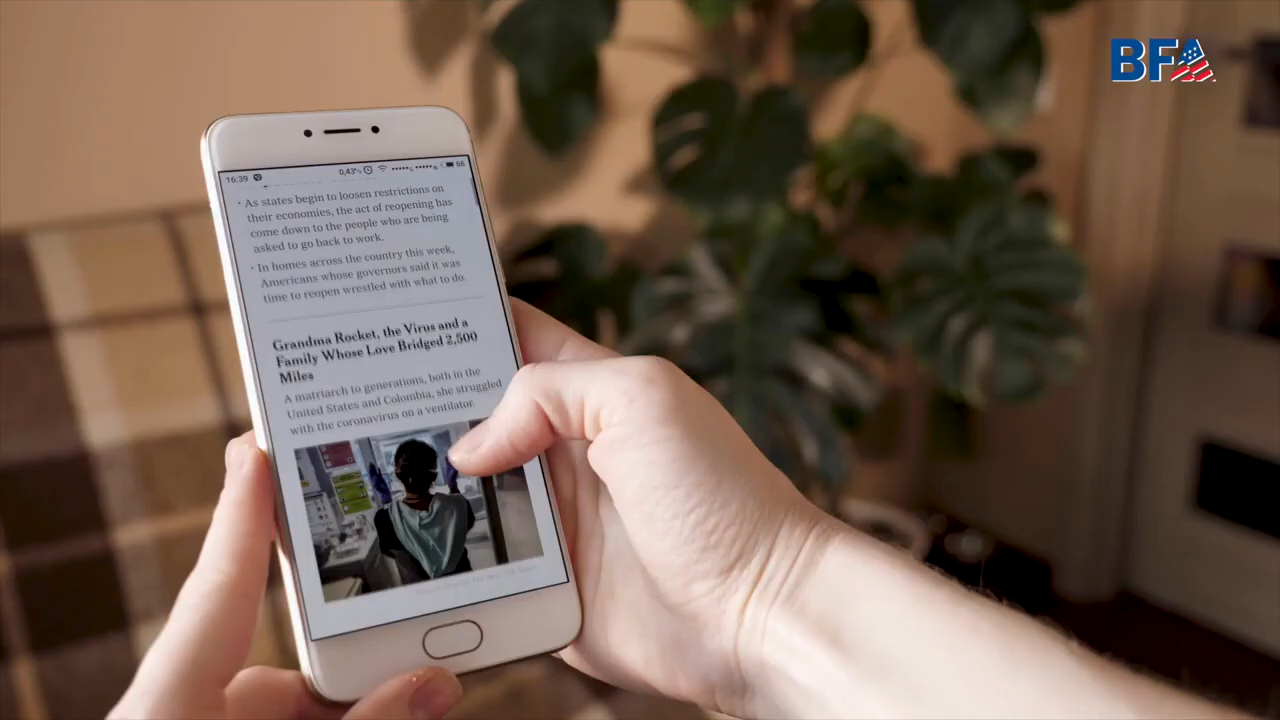 BFA
16:39
0,43
66
• As states begin to loosen restrictions on
their economies, the act of reopening has
come down to the people who are being
asked to go back to work.
• In homes across the country this week,
Americans whose governors said it was
time to reopen wrestled with what to do.
Grandma Rocket, the Virus and a
Family Whose Love Bridged 2,500
Miles
A matriarch to generations, both in the
United States and Colombia, she struggled
with the coronavirus on a ventilator.